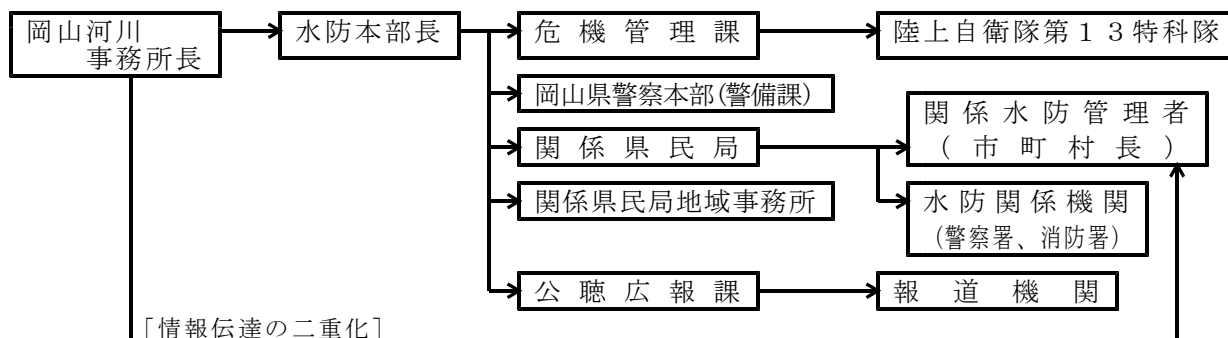 岡山河川
事務所長
水防本部長
危機管理課
陸上自衛隊第１３特科隊
岡山県警察本部(警備課)
関係県民局
関係水防管理者
(市町村長)
関係県民局地域事務所
水防関係機関
(警察署、消防署)
公聴広報課
報道機関
［情報伝達の二重化］